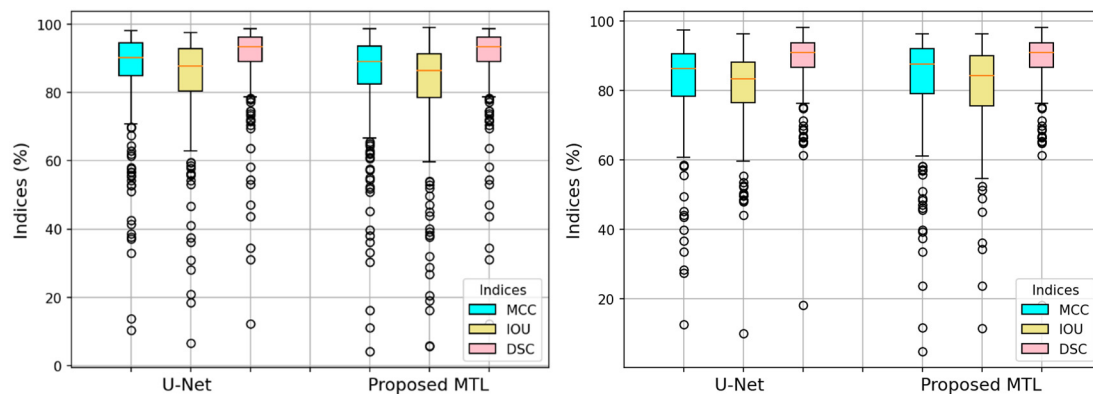 100
80
60
40
20
0
Indices (%)
Indices
MCC
IOU
DSC
U-Net
Proposed MTL
100
80
60
40
20
Indices (%)
Indices
MCC
IOU
DSC
U-Net
Proposed MTL